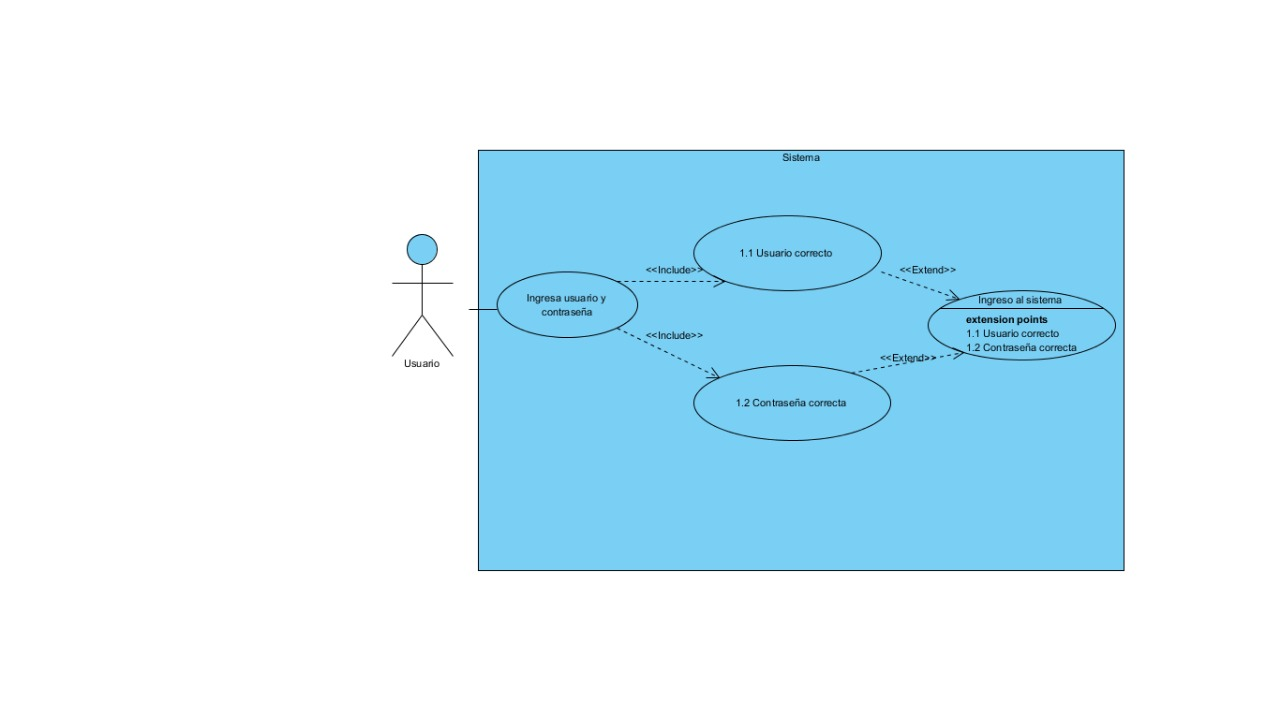 Sistema
1.1 Usuario correcto
<<Include>>
<<Extend>>
Ingresa usuario y
contraseña
Ingreso al sistema
extension points
1.1 Usuario correcto
1.2 Contraseña correcta
<<Include>>
<<Extend>>
Usuario
1.2 Contraseña correcta